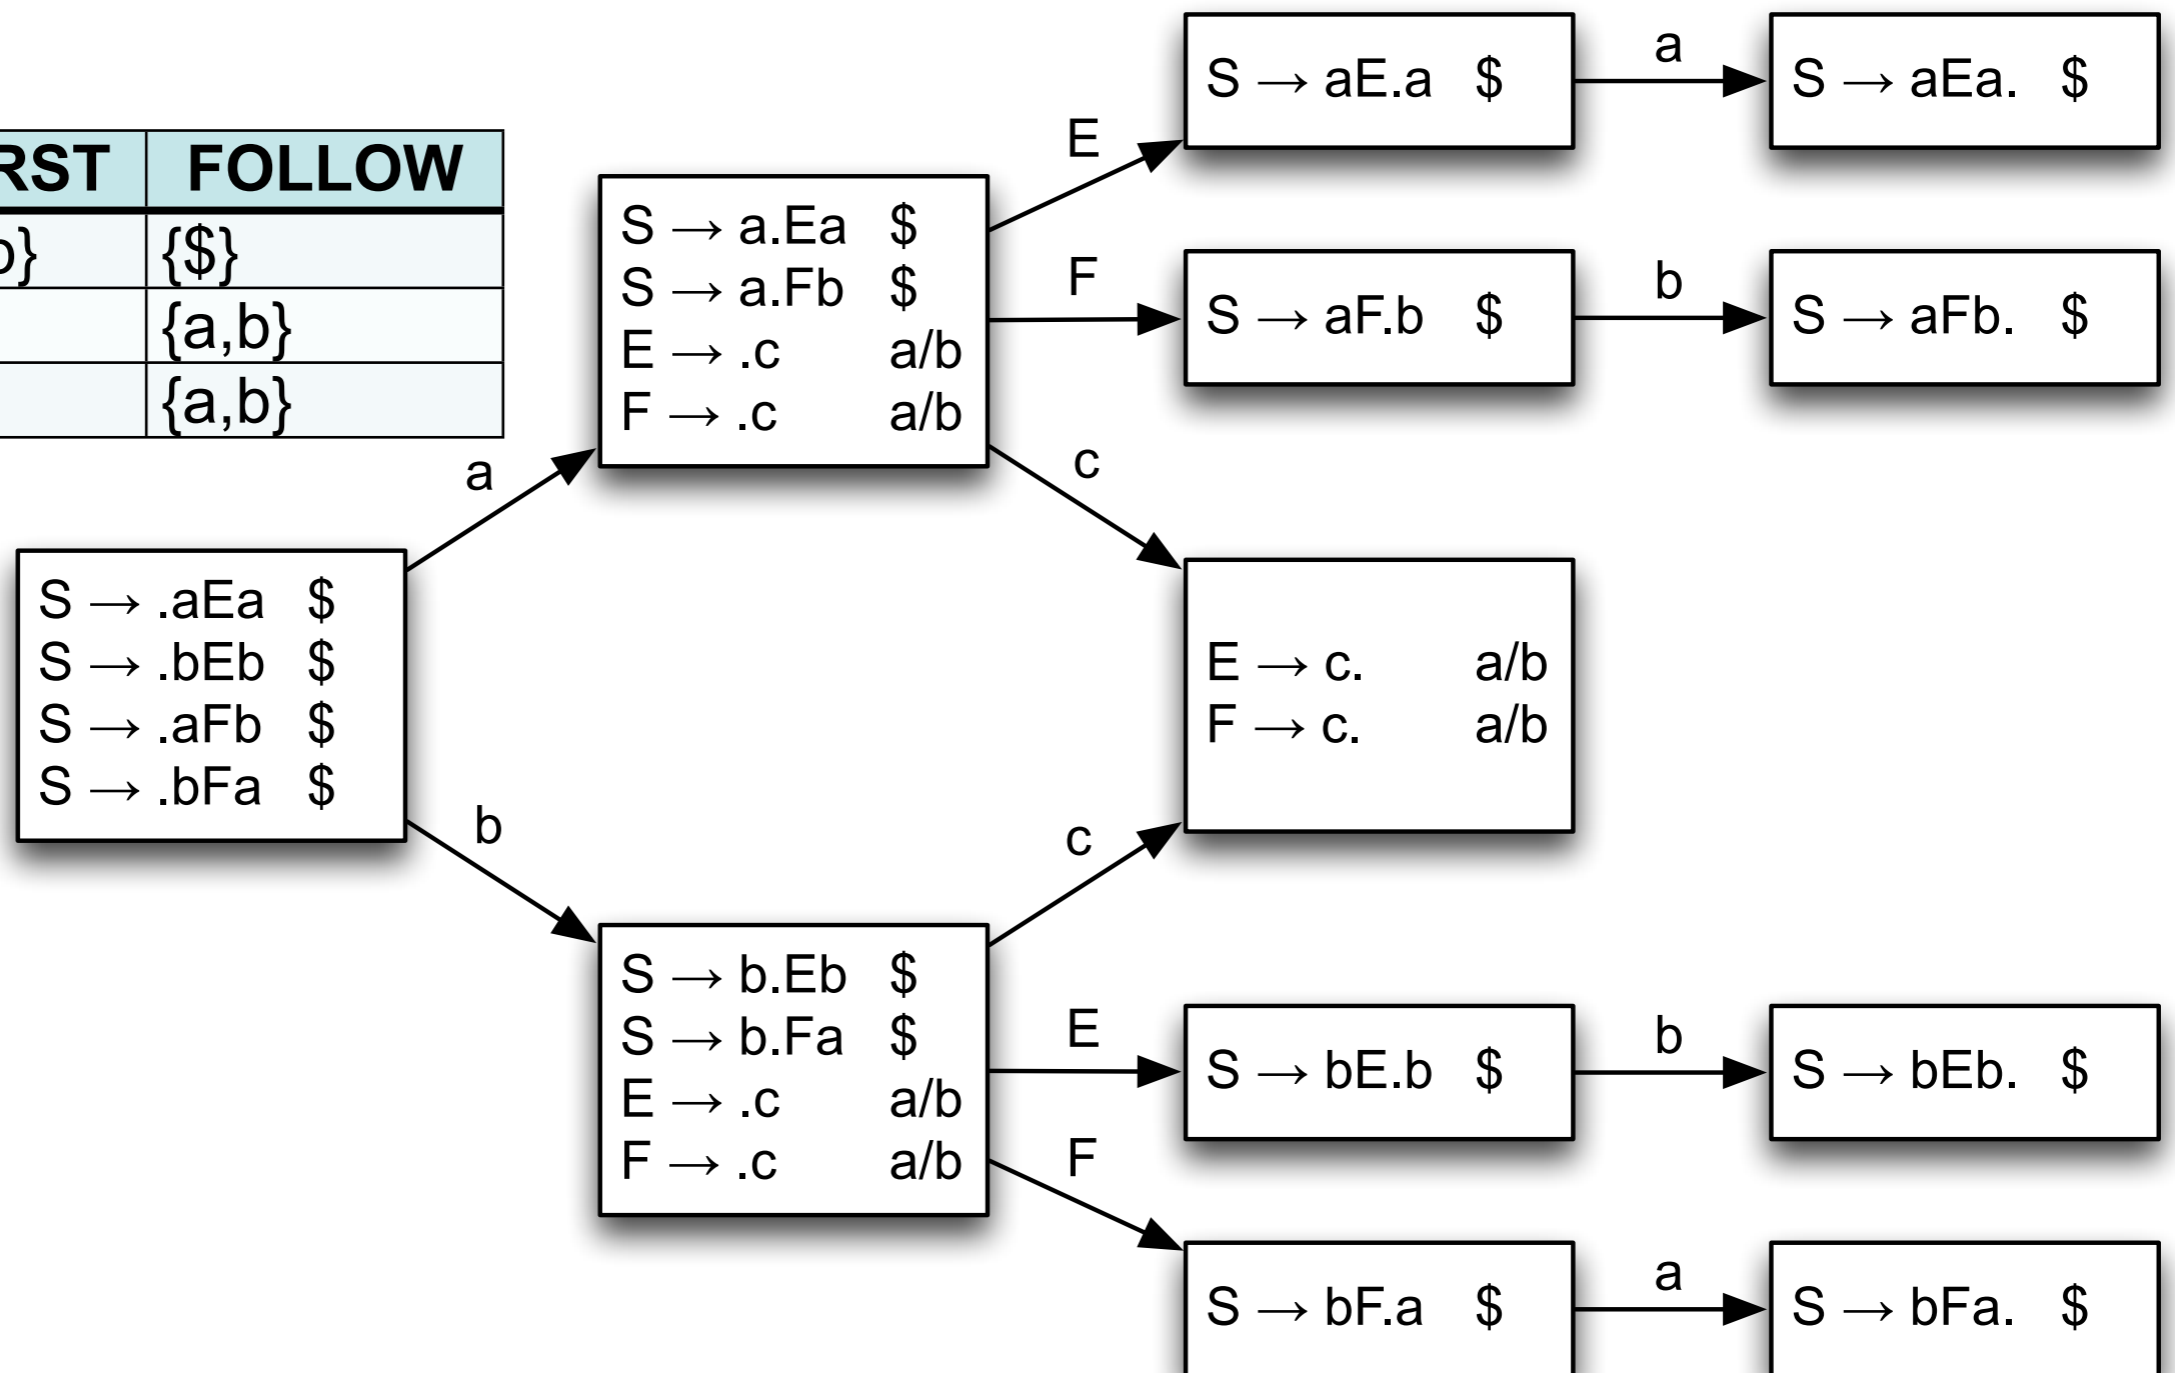 RST FOLLOW
b} {$}
{a,b}
{a,b}
S → .aEa $
S → .bEb $
S → .aFb $
S → .bFa $
a
b
S → a.Ea $
S → a.Fb $
E → .c a/b
F → .c a/b
E
F
c
S → aE.a $
a
S → aEa. $
S → aF.b $
b
S → aFb. $
E → c. a/b
F → c. a/b
S → b.Eb $
S → b.Fa $
E → .c a/b
F → .c a/b
c
E
F
S → bE.b $
b
S → bEb. $
S → bF.a $
a
S → bFa. $